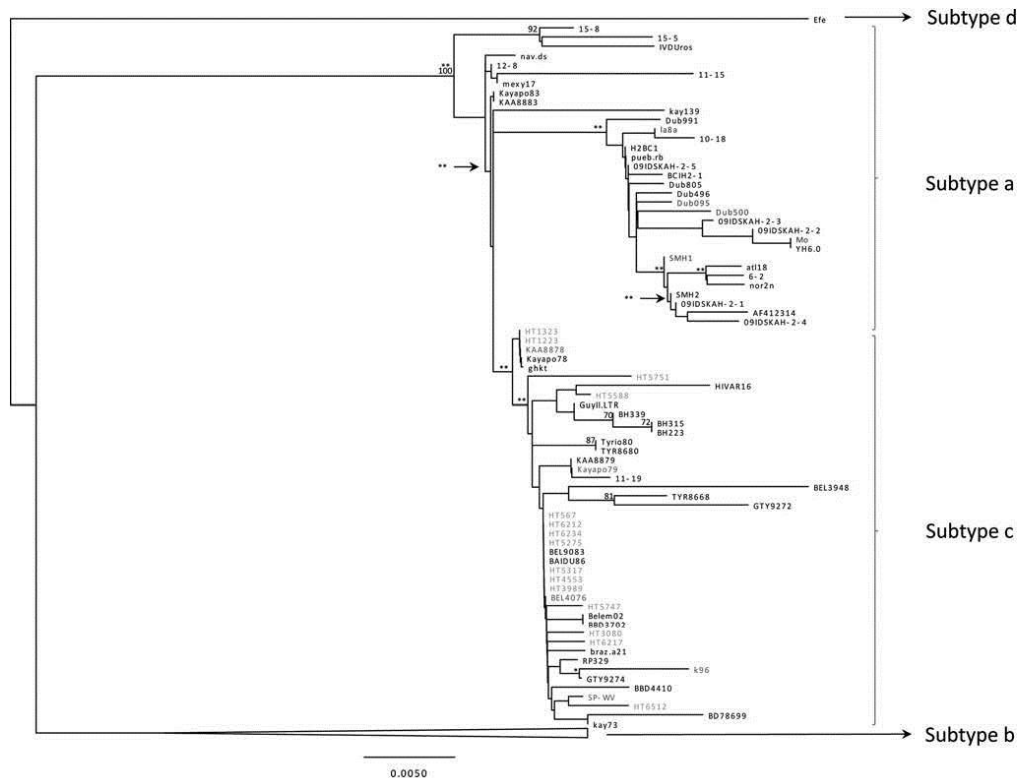 Efe
Subtype d
92
15-8
15-5
IVDUros
**
100
nav.ds
12-8
11-15
mexy17
Kayapo83
KAA8883
kay139
Dub991
**
la8a
10-18
H2BC1
pueb.rb
09IDSKAH-2-5
**
BCIH2-1
Dub805
Subtype a
Dub496
Dub095
Dub500
09IDSKAH-2-3
09IDSKAH-2-2
Mo
YH6.0
SMH1
**
**
atl18
6-2
nor2n
**
SMH2
09IDSKAH-2-1
AF412314
09IDSKAH-2-4
HT1323
HT1223
KAA8878
Kayapo78
**
ghkt
HT5751
HIVAR16
HT5588
**
GuyII.LTR
70
BH339
72
BH315
BH223
87
Tyrio80
TYR8680
KAA8879
Kayapo79
11-19
BEL3948
81
TYR8668
GTY9272
HT567
HT6212
Subtype c
HT6234
HT5275
BEL9083
BAIDU86
HT5317
HT4553
HT3989
BEL4076
HT5747
Belem02
BBD3702
HT3080
HT6217
braz.a21
RP329
*
k96
GTY9274
BBD4410
SP-WV
HT6512
BD78699
kay73
Subtype b
0.0050